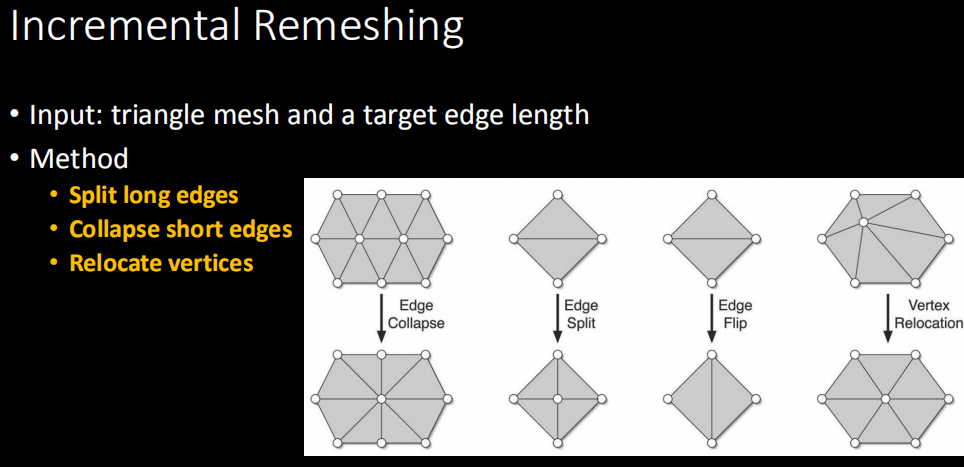 Incremental Remeshing
• Input: triangle mesh and a target edge length
• Method
• Split long edges
• Collapse short edges
• Relocate vertices
Edge
Collapse
Edge
Split
Edge
Flip
Vertex
Relocation